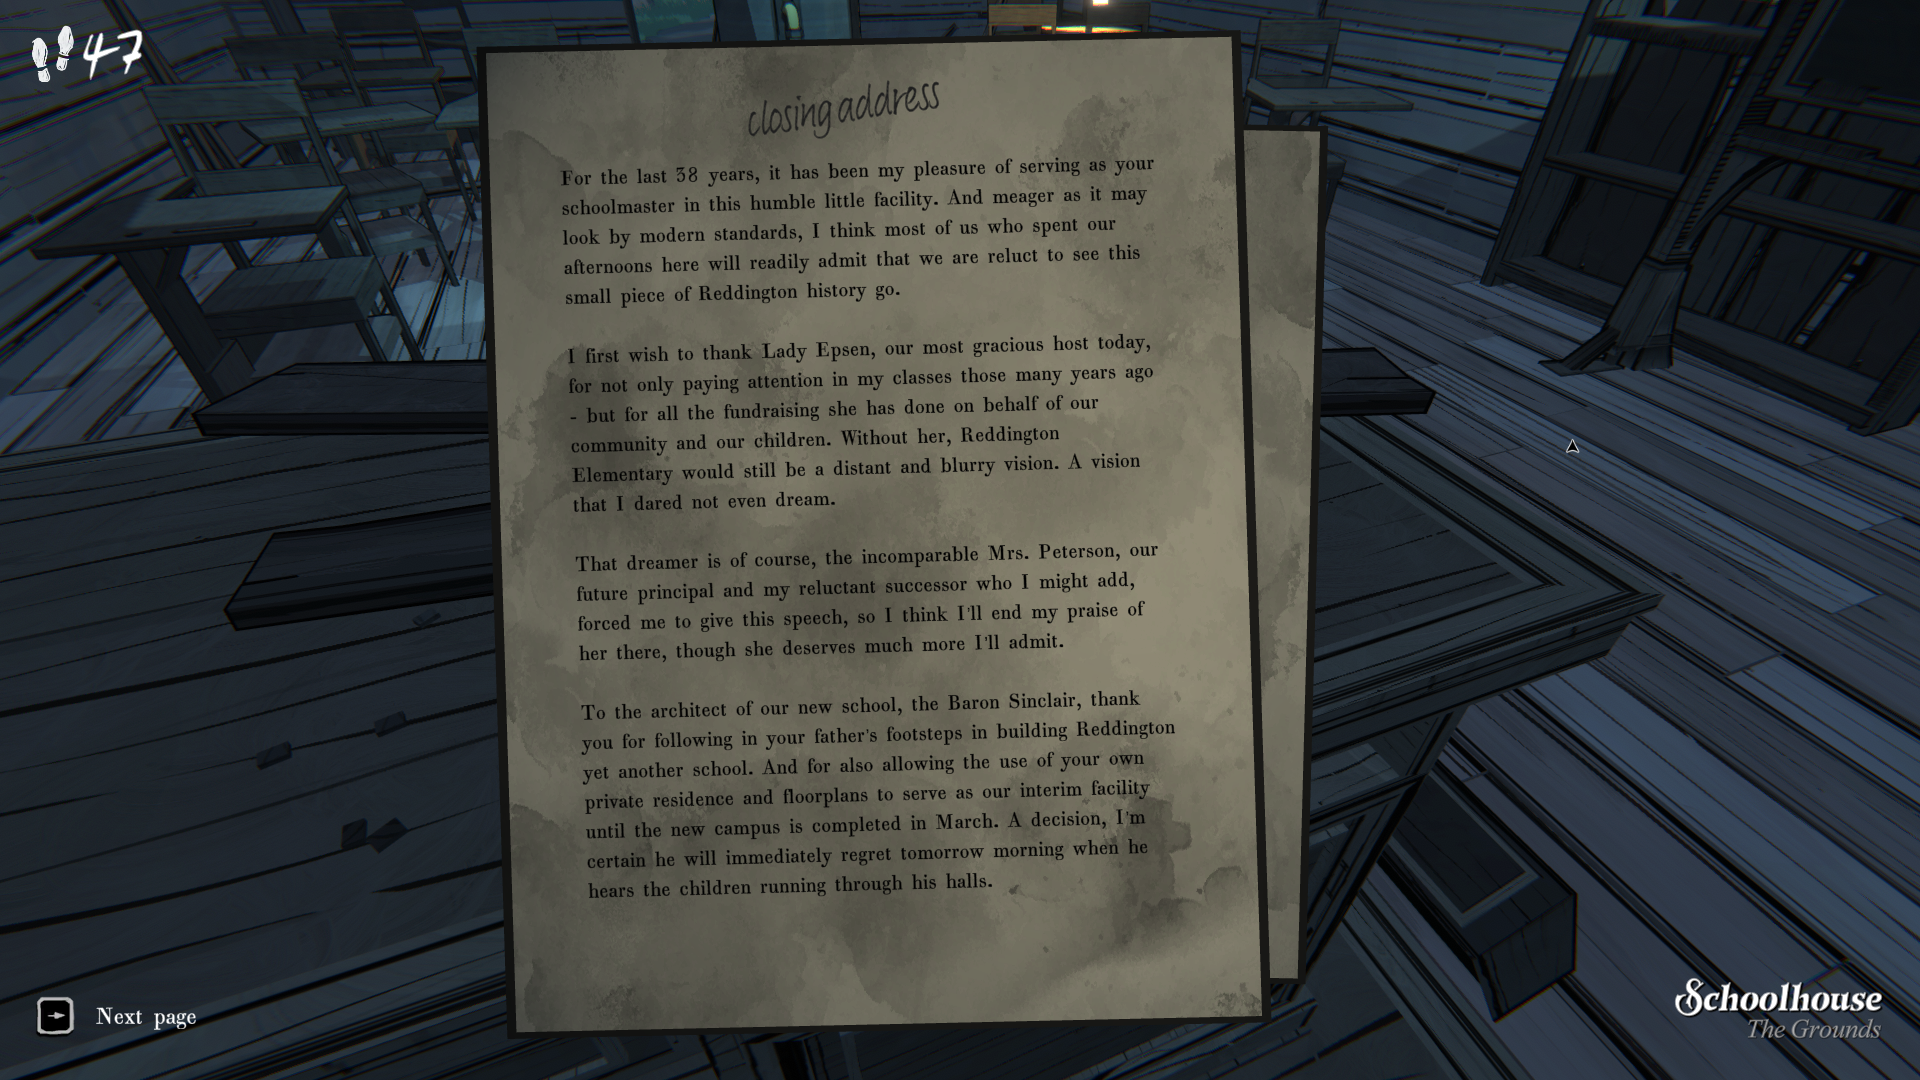 47
closing address
For the last 38 years, it has been my pleasure of serving as your
schoolmaster in this humble little facility. And meager as it may
look by modern standards, I think most of us who spent our
afternoons here will readily admit that we are reluct to see this
small piece of Reddington history go.
I first wish to thank Lady Epsen, our most gracious host today,
for not only paying attention in my classes those many years ago
- but for all the fundraising she has done on behalf of our
community and our children. Without her, Reddington
Elementary would still be a distant and blurry vision. A vision
that I dared not even dream.
That dreamer is of course, the incomparable Mrs. Peterson, our
future principal and my reluctant successor who I might add,
forced me to give this speech, so I think I'll end my praise of
her there, though she deserves much more I'll admit.
To the architect of our new school, the Baron Sinclair, thank
you for following in your father's footsteps in building Reddington
yet another school. And for also allowing the use of your own
private residence and floorplans to serve as our interim facility
until the new campus is completed in March. A decision, I'm
certain he will immediately regret tomorrow morning when he
hears the children running through his halls.
Next page
Schoolhouse
The Grounds